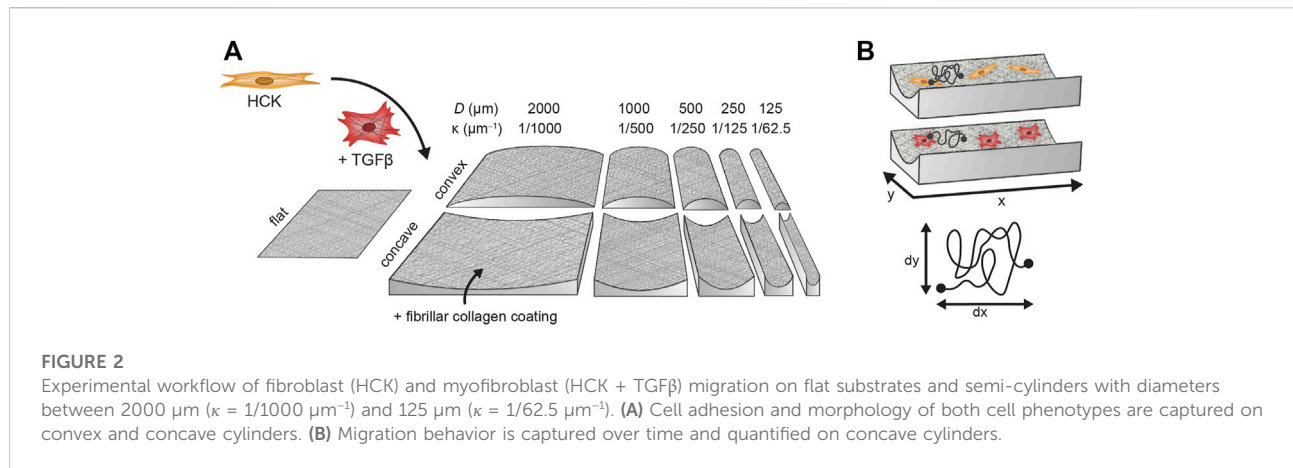 A
HCK
+ TGFβ
D (µm) 2000 1000 500 250 125
κ (µm⁻¹) 1/1000 1/500 1/250 1/125 1/62.5
convex
flat
concave
+ fibrillar collagen coating
B
y
x
dy
dx
FIGURE 2
Experimental workflow of fibroblast (HCK) and myofibroblast (HCK + TGFβ) migration on flat substrates and semi-cylinders with diameters
between 2000 µm (κ = 1/1000 µm⁻¹) and 125 µm (κ = 1/62.5 µm⁻¹). (A) Cell adhesion and morphology of both cell phenotypes are captured on
convex and concave cylinders. (B) Migration behavior is captured over time and quantified on concave cylinders.